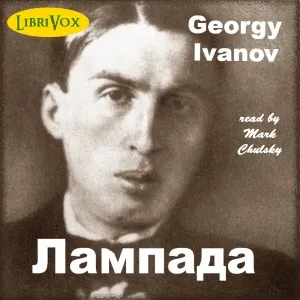 LIBRIVOX
Georgy
Ivanov
read by
Mark
Chulsky
Лампада